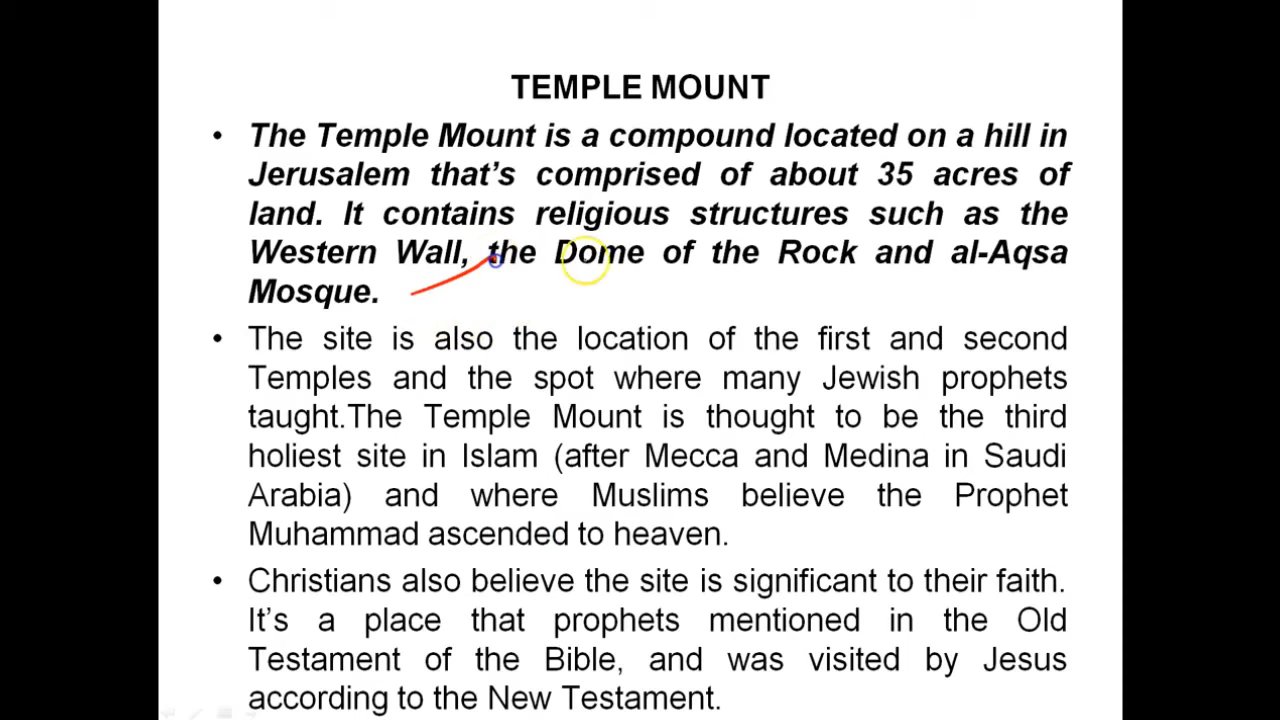 TEMPLE MOUNT
• The Temple Mount is a compound located on a hill in
Jerusalem that’s comprised of about 35 acres of
land. It contains religious structures such as the
Western Wall, the Dome of the Rock and al-Aqsa
Mosque.
• The site is also the location of the first and second
Temples and the spot where many Jewish prophets
taught.The Temple Mount is thought to be the third
holiest site in Islam (after Mecca and Medina in Saudi
Arabia) and where Muslims believe the Prophet
Muhammad ascended to heaven.
• Christians also believe the site is significant to their faith.
It’s a place that prophets mentioned in the Old
Testament of the Bible, and was visited by Jesus
according to the New Testament.